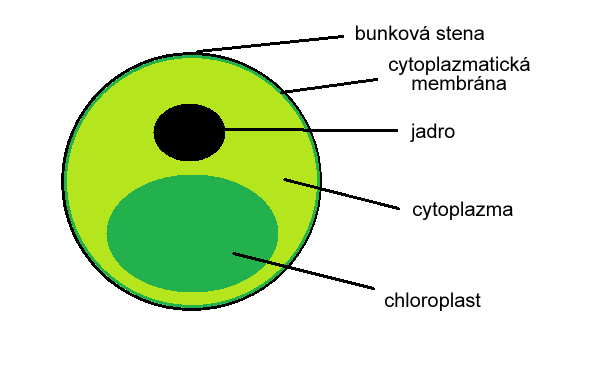 bunková stena
cytoplazmatická
membrána
jadro
cytoplazma
chloroplast